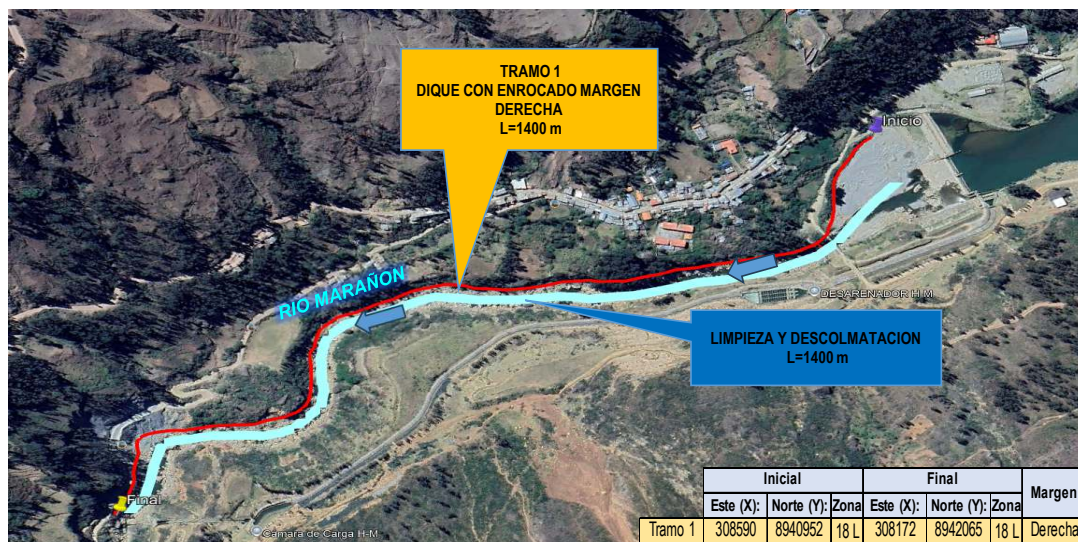 TRAMO 1
DIQUE CON ENROCADO MARGEN
DERECHA
L=1400 m
Inicio
RIO MARAÑON
DESARENADOR H-M
LIMPIEZA Y DESCOLMATACION
L=1400 m
Final
Camara de Carga H-M
Inicial Final Margen
Este (X): Norte (Y): Zona Este (X): Norte (Y): Zona
Tramo 1 308590 8940952 18 L 308172 8942065 18 L Derecha